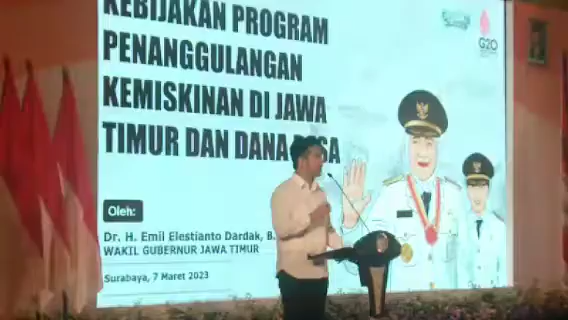 KEBIJAKAN PROGRAM
PENANGGULANGAN
KEMISKINAN DI JAWA
TIMUR DAN DANA
Oleh:
Dr. H. Emil Elestianto Dardak, B.
WAKIL GUBERNUR JAWA TIMUR
Surabaya, 7 Maret 2023
G20